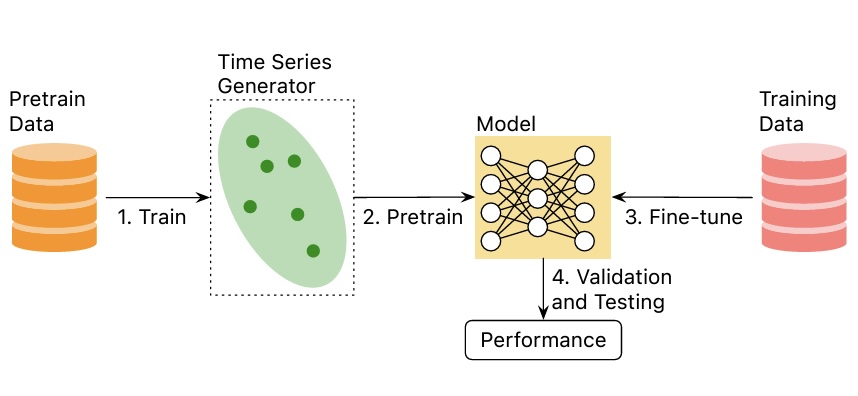 Pretrain
Data
Time Series
Generator
Model
Training
Data
1. Train
2. Pretrain
3. Fine-tune
4. Validation
and Testing
Performance